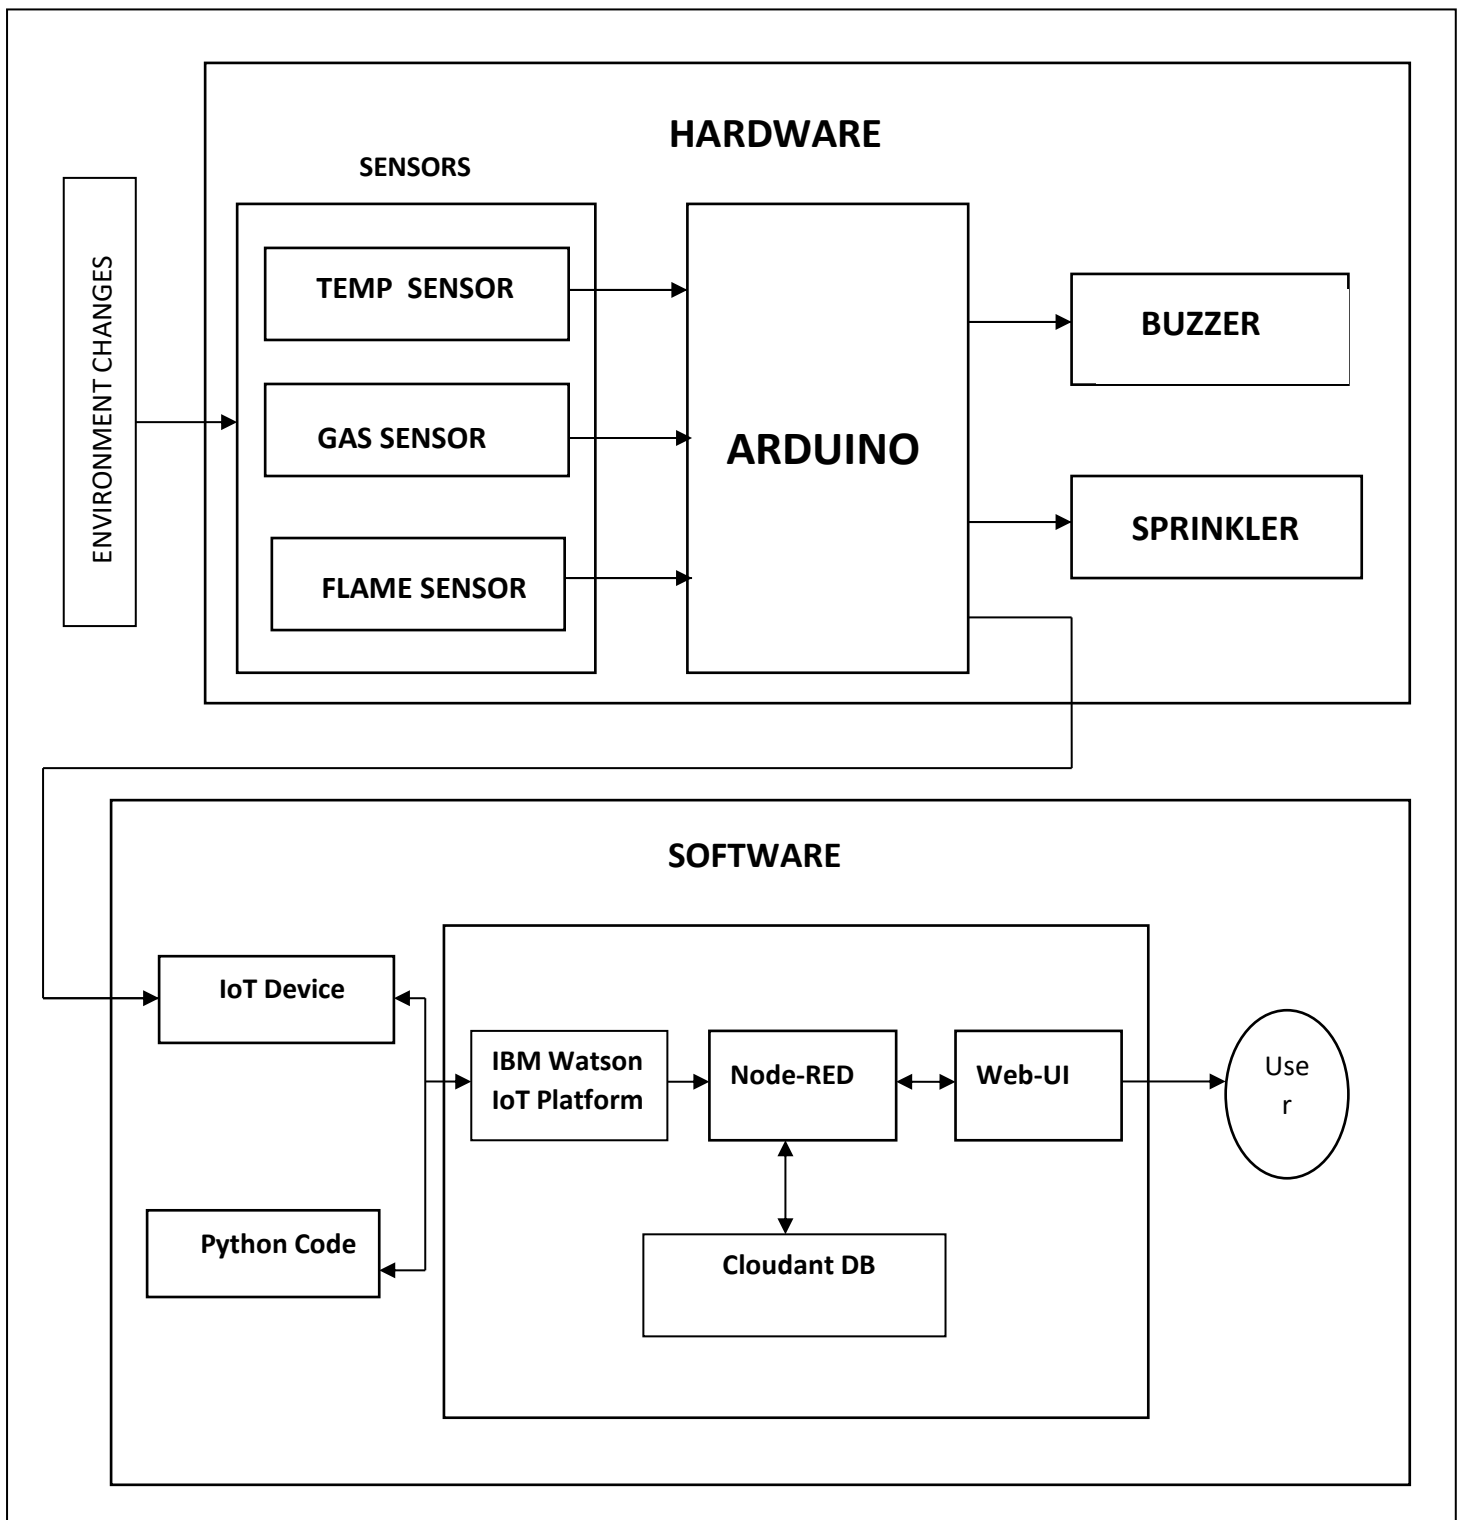 HARDWARE
SENSORS
ENVIRONMENT CHANGES
TEMP  SENSOR
GAS SENSOR
FLAME SENSOR
ARDUINO
BUZZER
SPRINKLER
SOFTWARE
IoT Device
Python Code
IBM Watson
IoT Platform
Node-RED
Web-UI
Cloudant DB
Use
r